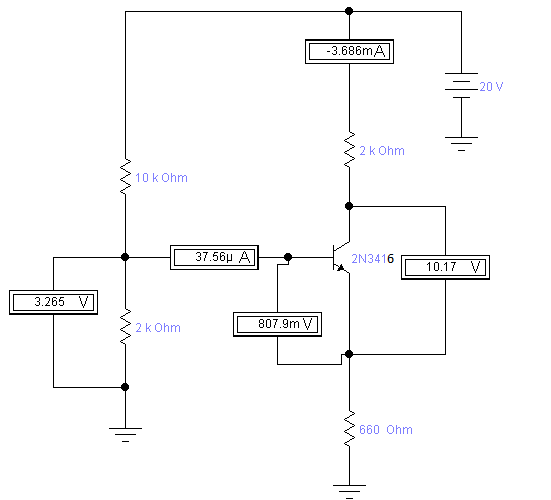 -3.686mA
20 V
2 k Ohm
10 k Ohm
37.56µ A
2N3416
10.17 V
3.265 V
807.9m V
2 k Ohm
660 Ohm